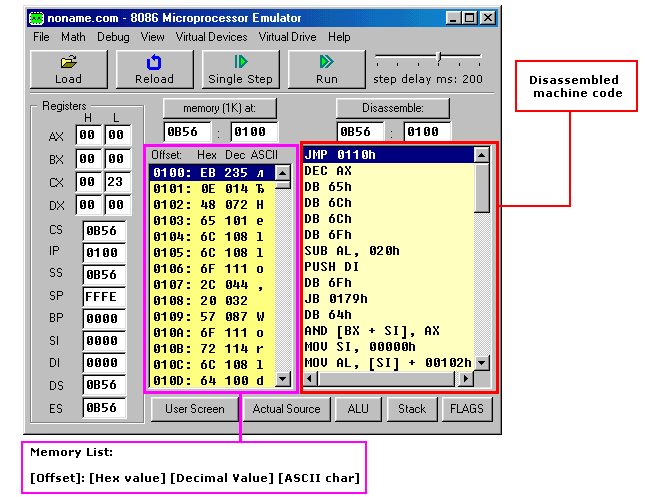 noname.com - 8086 Microprocessor Emulator
File Math Debug View Virtual Devices Virtual Drive Help
Load Reload Single Step Run step delay ms: 200
Registers
H L
AX 00 00
BX 00 00
CX 00 23
DX 00 00
CS 0B56
IP 0100
SS 0B56
SP FFFE
BP 0000
SI 0000
DI 0000
DS 0B56
ES 0B56
memory (1K) at:
0B56 : 0100
Offset: Hex Dec ASCII
0100: EB 235 л
0101: 0E 014 Ђ
0102: 48 072 H
0103: 65 101 e
0104: 6C 108 l
0105: 6C 108 l
0106: 6F 111 o
0107: 2C 044 ,
0108: 20 032
0109: 57 087 W
010A: 6F 111 o
010B: 72 114 r
010C: 6C 108 l
010D: 64 100 d
Disassemble:
0B56 : 0100
JMP 0110h
DEC AX
DB 65h
DB 6Ch
DB 6Ch
DB 6Fh
SUB AL, 020h
PUSH DI
DB 6Fh
JB 0179h
DB 64h
AND [BX + SI], AX
MOV SI, 00000h
MOV AL, [SI] + 00102h
User Screen Actual Source ALU Stack FLAGS
Disassembled
machine code
Memory List:
[Offset]: [Hex value] [Decimal Value] [ASCII char]